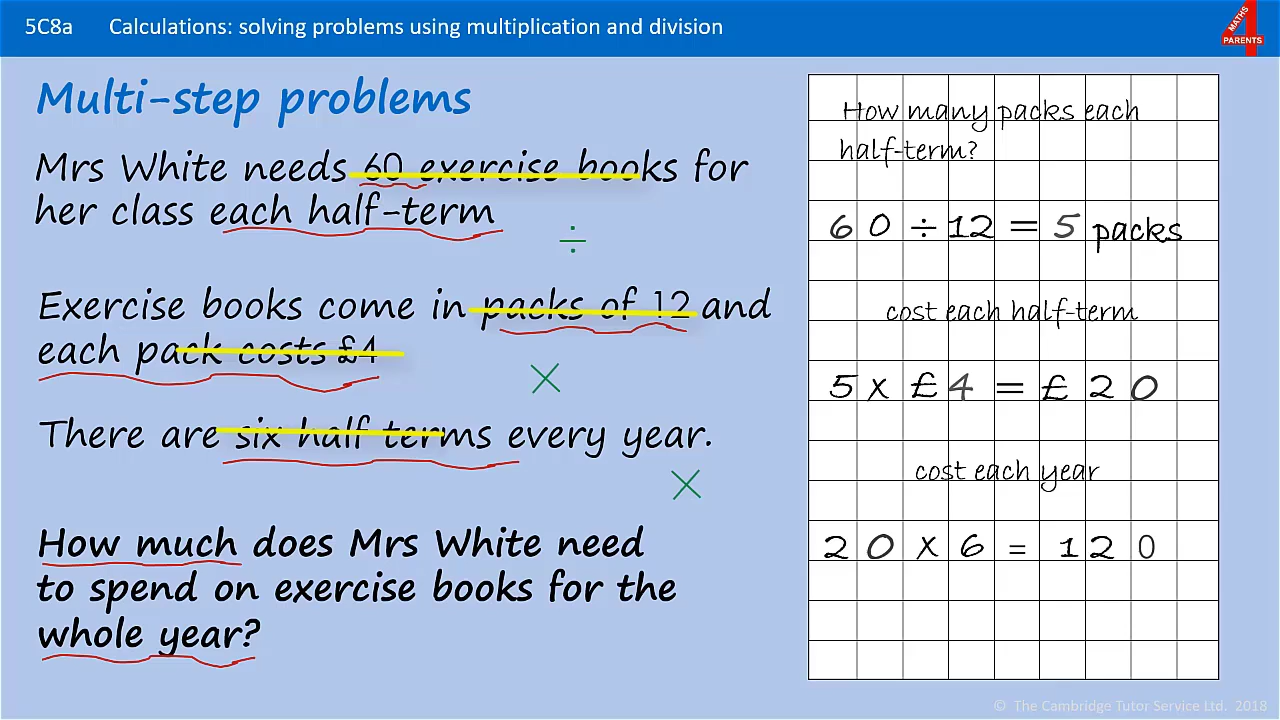 5C8a Calculations: solving problems using multiplication and division
MATHS
4
PARENTS
Multi-step problems
Mrs White needs 60 exercise books for
her class each half-term
÷
Exercise books come in packs of 12 and
each pack costs £4
×
There are six half terms every year.
×
How much does Mrs White need
to spend on exercise books for the
whole year?
How many packs each
half-term?
60 ÷ 12 = 5 packs
cost each half-term
5 x £4 = £20
cost each year
20 x 6 = 120
© The Cambridge Tutor Service Ltd. 2018